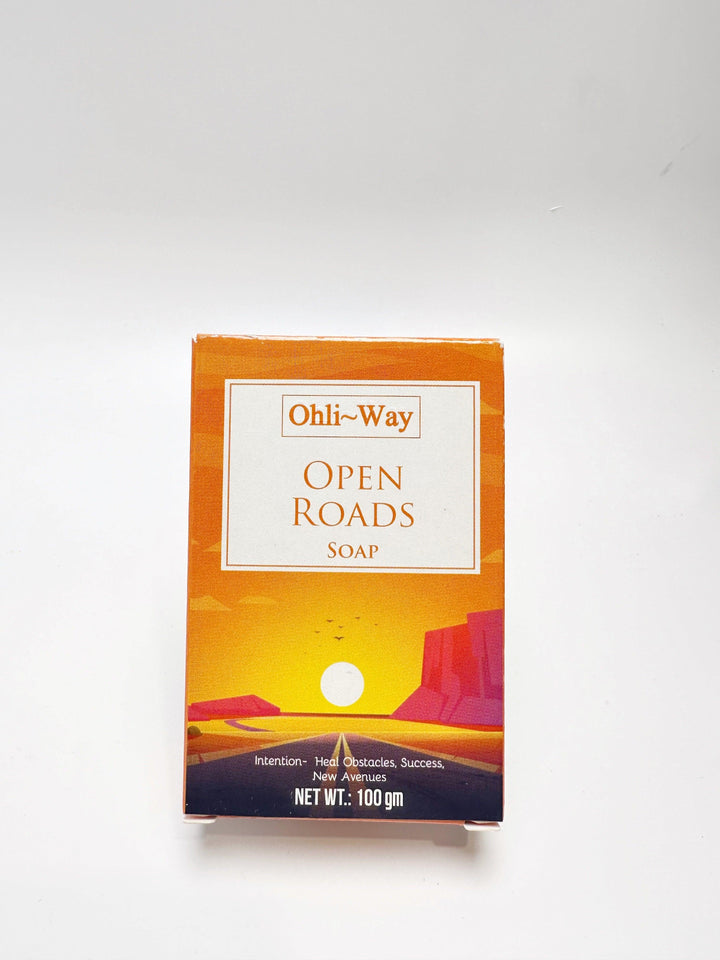 Ohli~Way
OPEN
ROADS
SOAP
Intention- Heal Obstacles, Success,
New Avenues
NET WT.: 100 gm